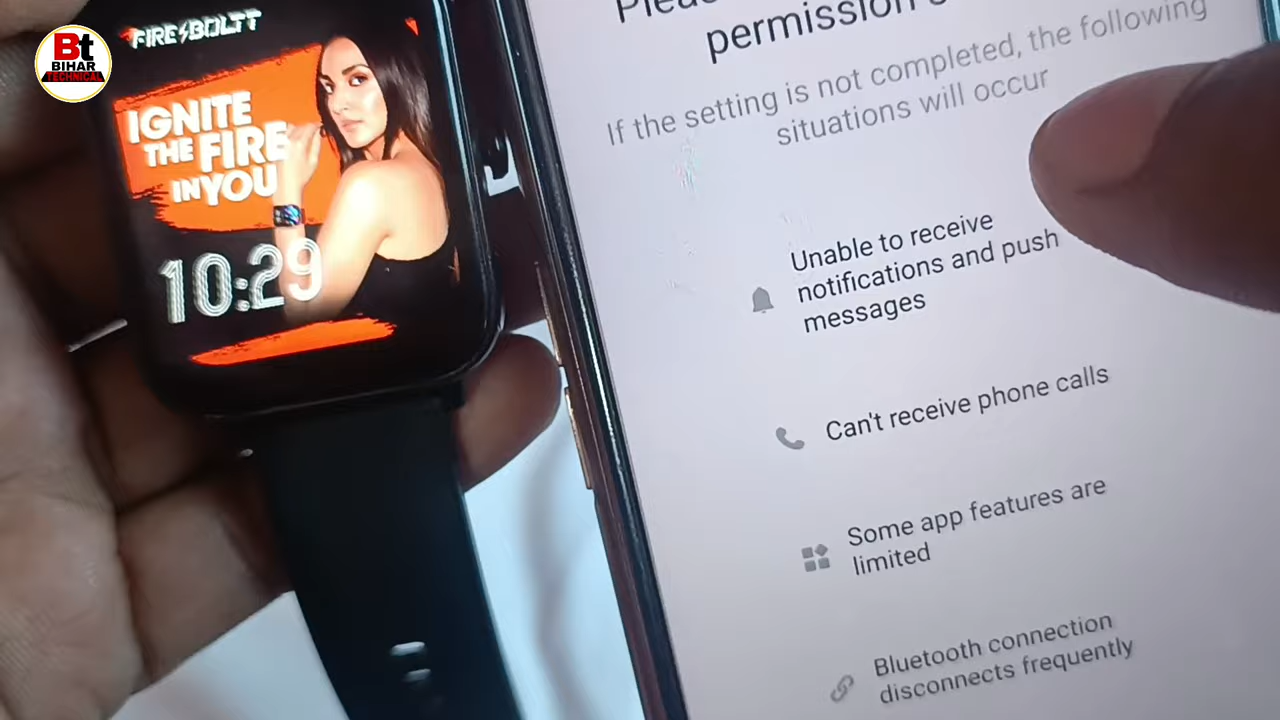 Bt
BIHAR
TECHNICAL
FIRE BOLTT
IGNITE
THE FIRE
IN YOU
10:29
permission
If the setting is not completed, the following
situations will occur
Unable to receive
notifications and push
messages
Can't receive phone calls
Some app features are
limited
Bluetooth connection
disconnects frequently